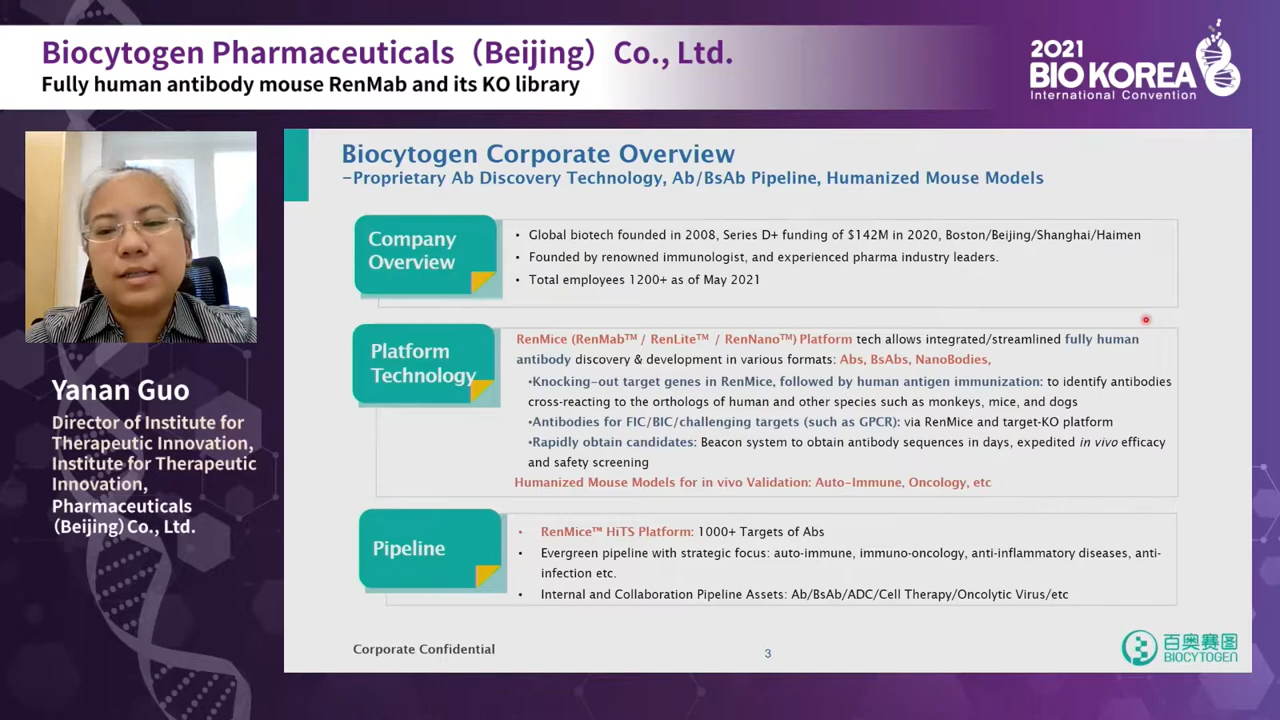 Biocytogen Pharmaceuticals（Beijing）Co., Ltd.
Fully human antibody mouse RenMab and its KO library
2021
BIO KOREA
International Convention
Yanan Guo
Director of Institute for
Therapeutic Innovation,
Institute for Therapeutic
Innovation,
Pharmaceuticals
（Beijing）Co., Ltd.
Biocytogen Corporate Overview
-Proprietary Ab Discovery Technology, Ab/BsAb Pipeline, Humanized Mouse Models
Company
Overview
• Global biotech founded in 2008, Series D+ funding of $142M in 2020, Boston/Beijing/Shanghai/Haimen
• Founded by renowned immunologist, and experienced pharma industry leaders.
• Total employees 1200+ as of May 2021
Platform
Technology
RenMice (RenMab™ / RenLite™ / RenNano™) Platform tech allows integrated/streamlined fully human
antibody discovery & development in various formats: Abs, BsAbs, NanoBodies,
•Knocking-out target genes in RenMice, followed by human antigen immunization: to identify antibodies
cross-reacting to the orthologs of human and other species such as monkeys, mice, and dogs
•Antibodies for FIC/BIC/challenging targets (such as GPCR): via RenMice and target-KO platform
•Rapidly obtain candidates: Beacon system to obtain antibody sequences in days, expedited in vivo efficacy
and safety screening
Humanized Mouse Models for in vivo Validation: Auto-Immune, Oncology, etc
Pipeline
• RenMice™ HiTS Platform: 1000+ Targets of Abs
• Evergreen pipeline with strategic focus: auto-immune, immuno-oncology, anti-inflammatory diseases, anti-
infection etc.
• Internal and Collaboration Pipeline Assets: Ab/BsAb/ADC/Cell Therapy/Oncolytic Virus/etc
Corporate Confidential
3
百奥赛图
BIOCYTOGEN